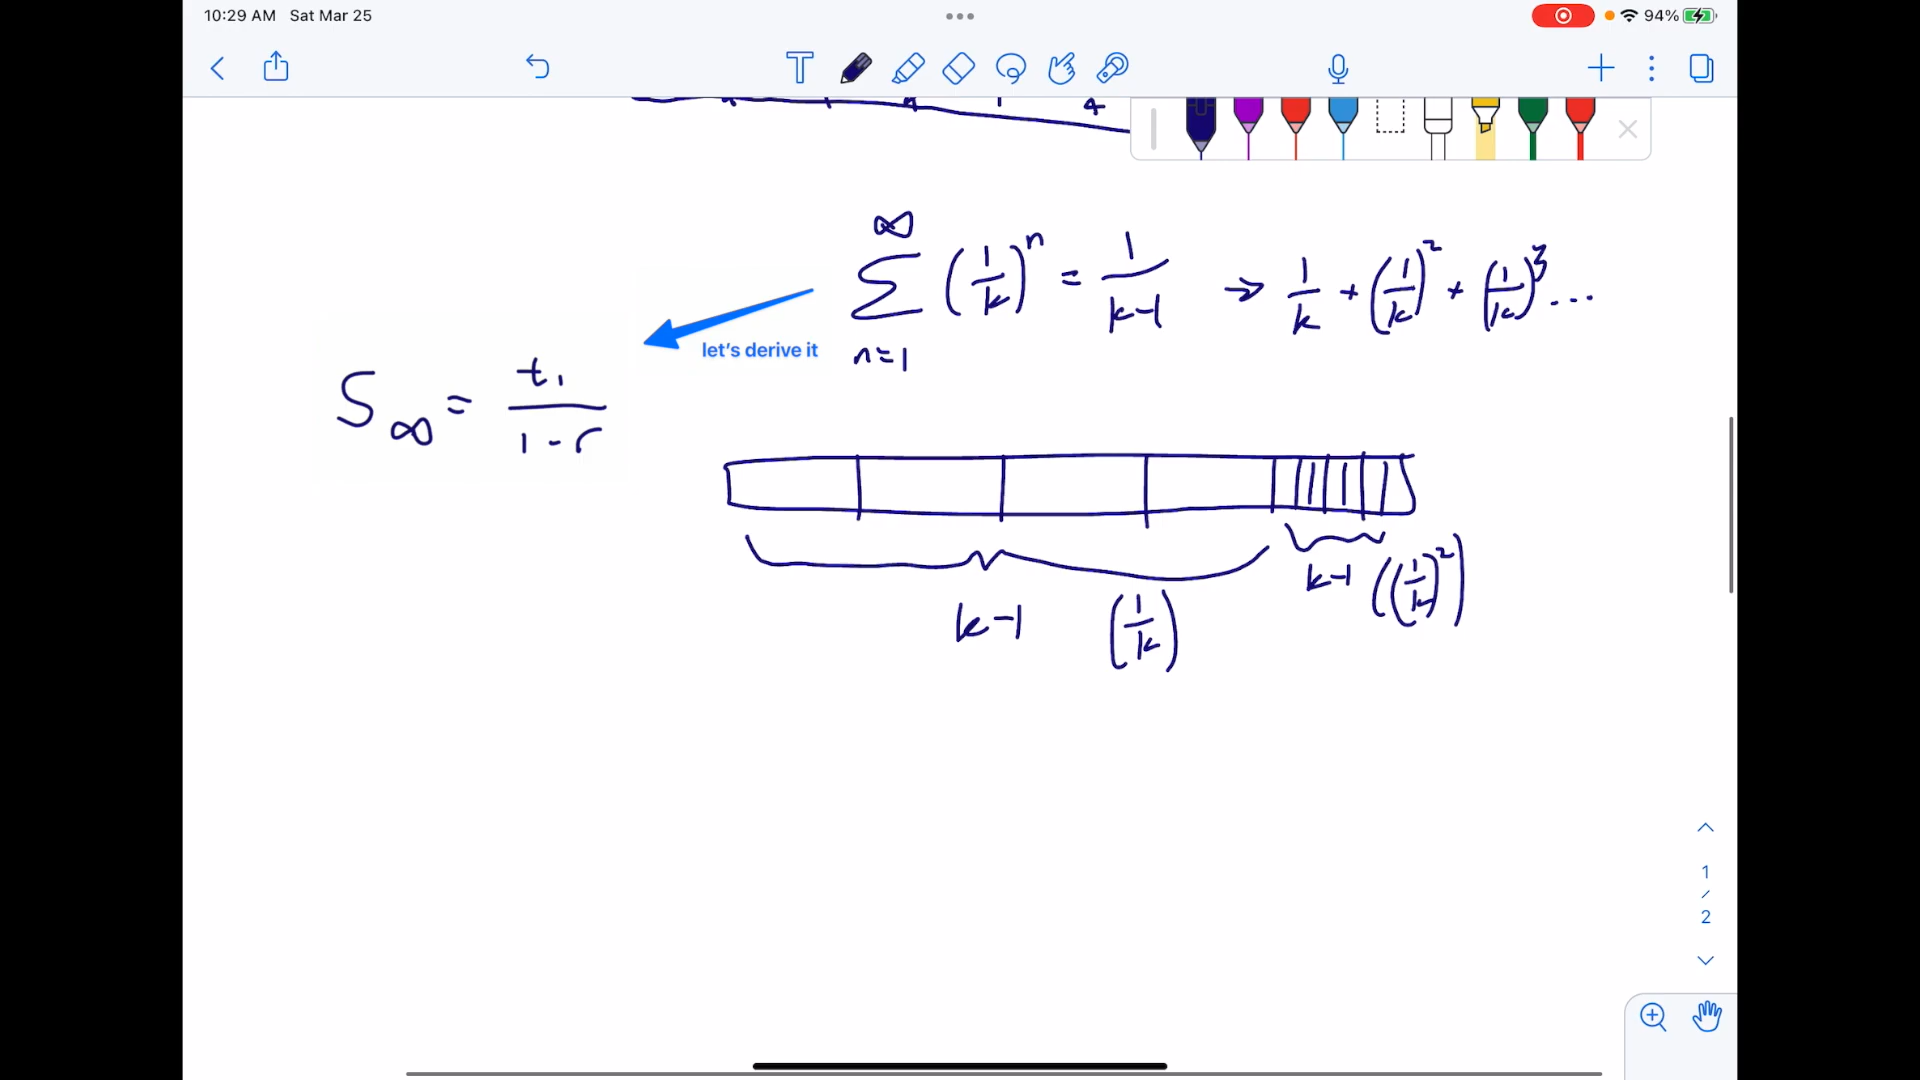 10:29 AM Sat Mar 25
94%
T
∞
∑ (1/k)^n = 1/(k-1) ⇒ 1/k + (1/k)^2 + (1/k)^3 ...
n=1
let's derive it
S∞ = t₁/(1-r)
k-1 ((1/k)^2)
k-1 (1/k)
1
/
2